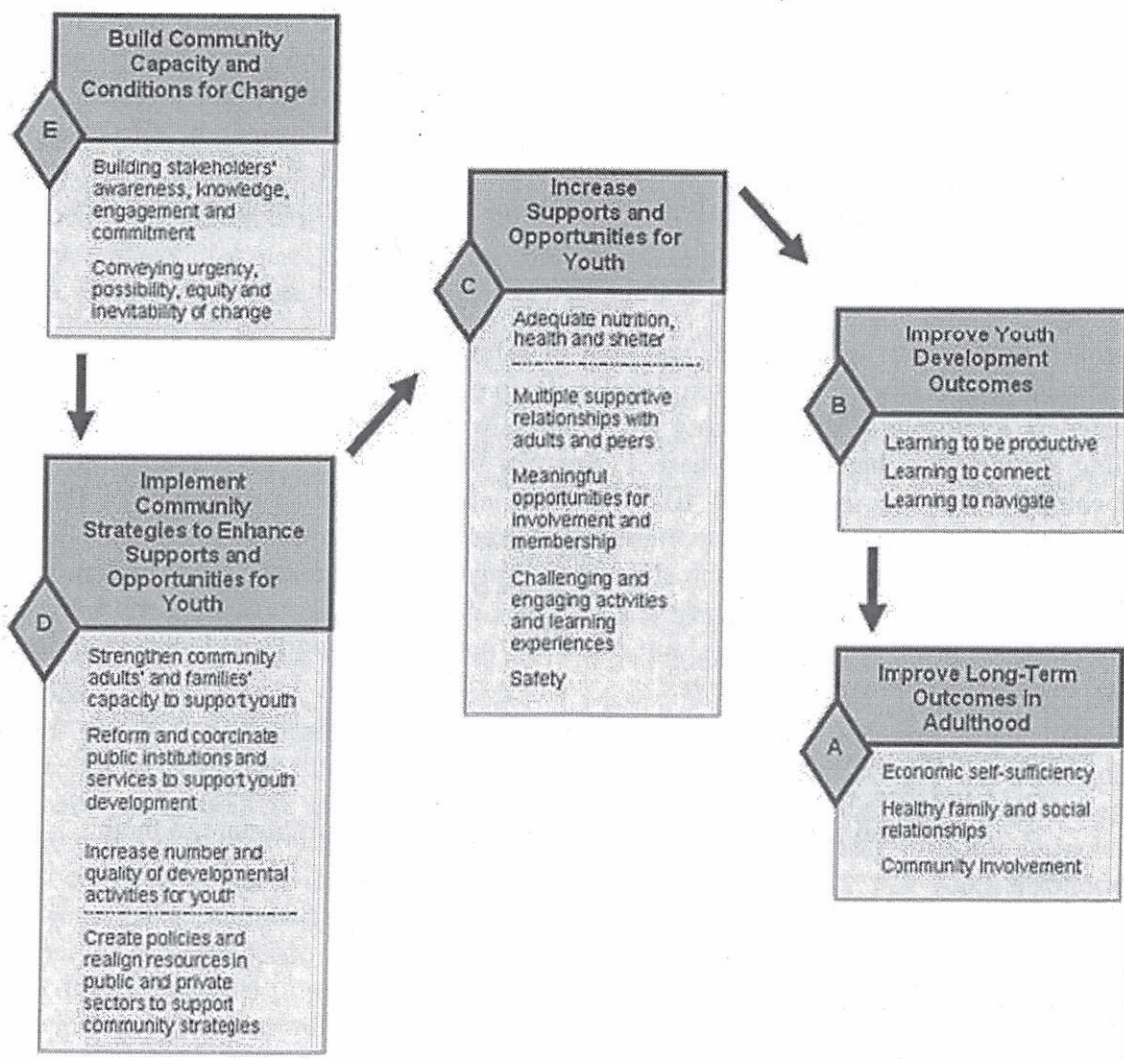 Build Community
Capacity and
Conditions for Change
E
Building stakeholders'
awareness, knowledge,
engagement and
commitment
Conveying urgency,
possibility, equity and
inevitability of change
Implement
Community
Strategies to Enhance
Supports and
Opportunities for
Youth
D
Strengthen community
adults' and families'
capacity to support youth
Reform and coordinate
public institutions and
services to support youth
development
Increase number and
quality of developmental
activities for youth
Create policies and
realign resources in
public and private
sectors to support
community strategies
Increase
Supports and
Opportunities for
Youth
C
Adequate nutrition,
health and shelter
Multiple supportive
relationships with
adults and peers
Meaningful
opportunities for
involvement and
membership
Challenging and
engaging activities
and learning
experiences
Safety
Improve Youth
Development
Outcomes
B
Learning to be productive
Learning to connect
Learning to navigate
Improve Long-Term
Outcomes in
Adulthood
A
Economic self-sufficiency
Healthy family and social
relationships
Community involvement